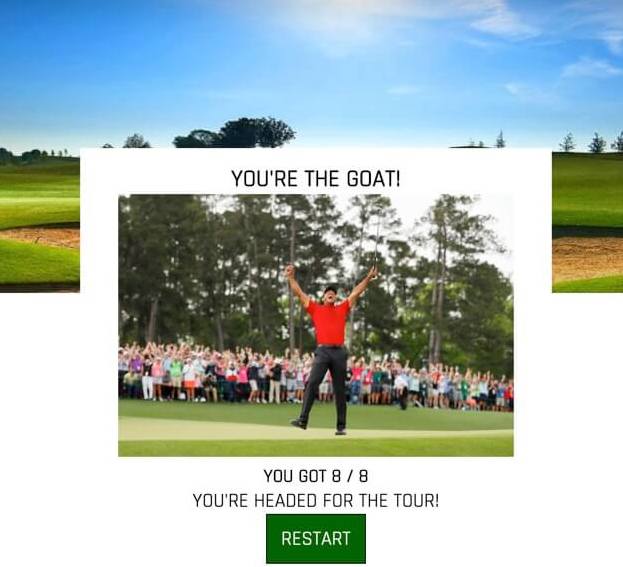 YOU'RE THE GOAT!
YOU GOT 8 / 8
YOU'RE HEADED FOR THE TOUR!
RESTART